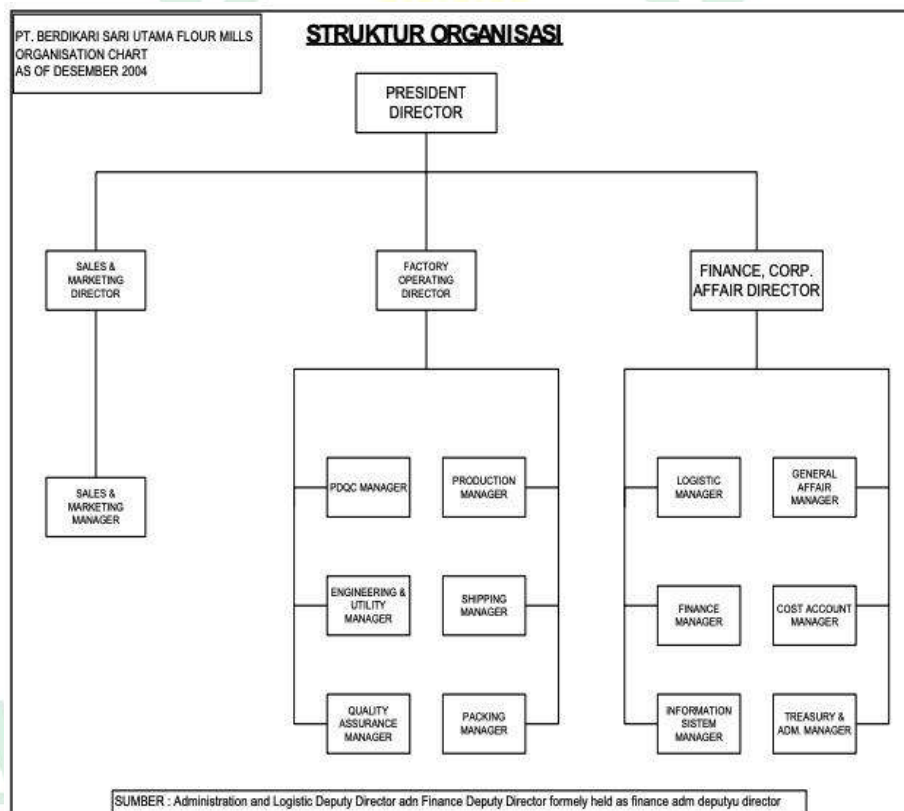 PT. BERDIKARI SARI UTAMA FLOUR MILLS
ORGANISATION CHART
AS OF DESEMBER 2004
STRUKTUR ORGANISASI
PRESIDENT
DIRECTOR
SALES &
MARKETING
DIRECTOR
FACTORY
OPERATING
DIRECTOR
FINANCE, CORP.
AFFAIR DIRECTOR
SALES &
MARKETING
MANAGER
PDQC MANAGER
PRODUCTION
MANAGER
LOGISTIC
MANAGER
GENERAL
AFFAIR
MANAGER
ENGINEERING &
UTILITY
MANAGER
SHIPPING
MANAGER
FINANCE
MANAGER
COST ACCOUNT
MANAGER
QUALITY
ASSURANCE
MANAGER
PACKING
MANAGER
INFORMATION
SISTEM
MANAGER
TREASURY &
ADM. MANAGER
SUMBER : Administration and Logistic Deputy Director adn Finance Deputy Director formely held as finance adm deputyu director